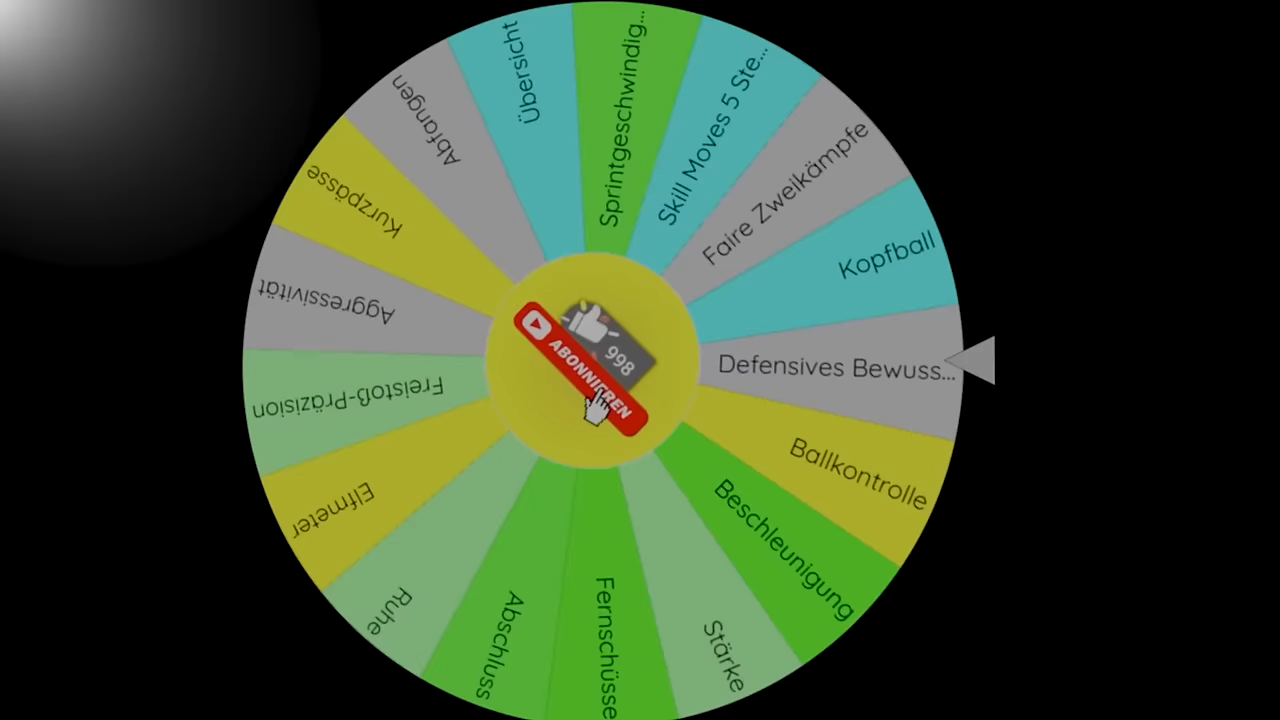 Übersicht
Sprintgeschwindig...
Skill Moves 5 Ste...
Faire Zweikämpfe
Kopfball
Defensives Bewuss...
Ballkontrolle
Beschleunigung
Stärke
Fernschüsse
Abschluss
Ruhe
Elfmeter
Freistoß-Präzision
Aggressivität
Kurzpässe
Abfangen
998
ABONNIEREN